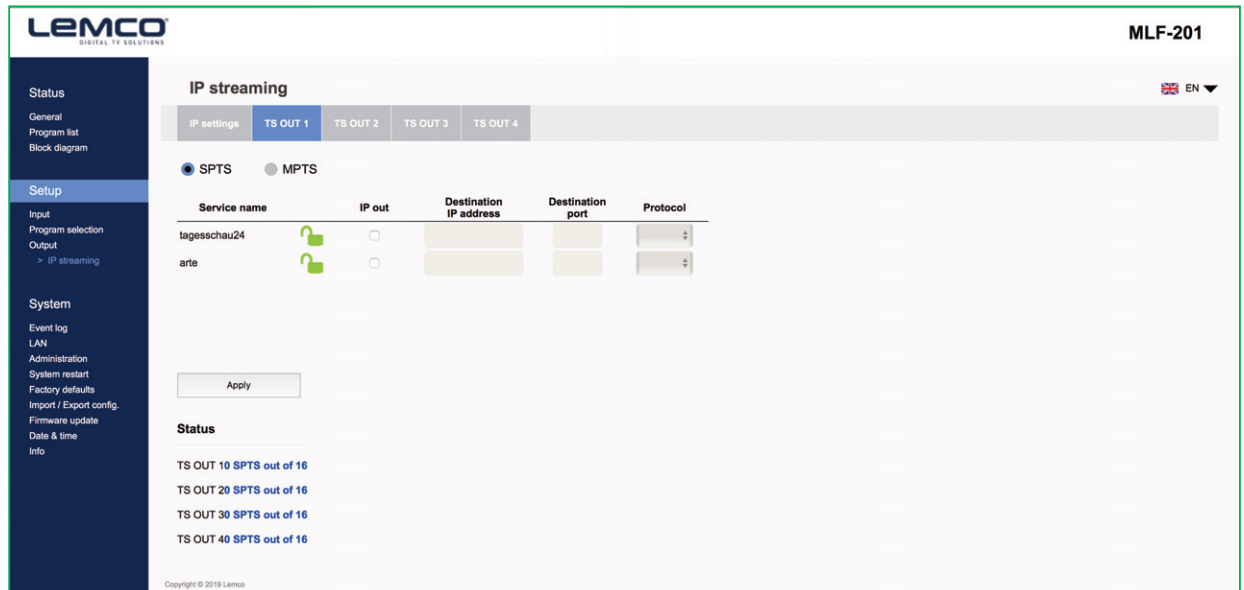 Lemco
DIGITAL TV SOLUTIONS
MLF-201
Status
General
Program list
Block diagram
Setup
Input
Program selection
Output
> IP streaming
System
Event log
LAN
Administration
System restart
Factory defaults
Import / Export config.
Firmware update
Date & time
Info
IP streaming
EN
IP settings TS OUT 1 TS OUT 2 TS OUT 3 TS OUT 4
SPTS MPTS
Service name IP out Destination IP address Destination port Protocol
tagesschau24
arte
Apply
Status
TS OUT 10 SPTS out of 16
TS OUT 20 SPTS out of 16
TS OUT 30 SPTS out of 16
TS OUT 40 SPTS out of 16
Copyright © 2019 Lemco